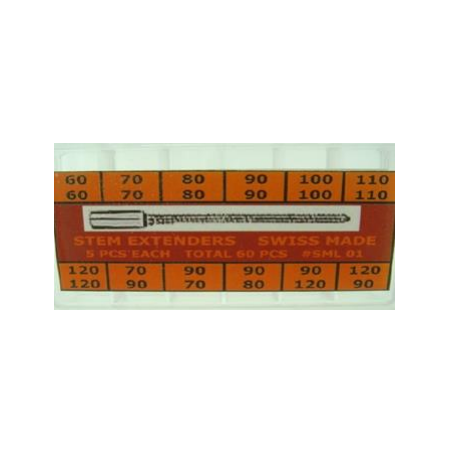 60 70 80 90 100 110
60 70 80 90 100 110
STEM EXTENDERS SWISS MADE
5 PCS EACH TOTAL 60 PCS #SML 01
120 70 90 90 90 120
120 90 70 80 120 90